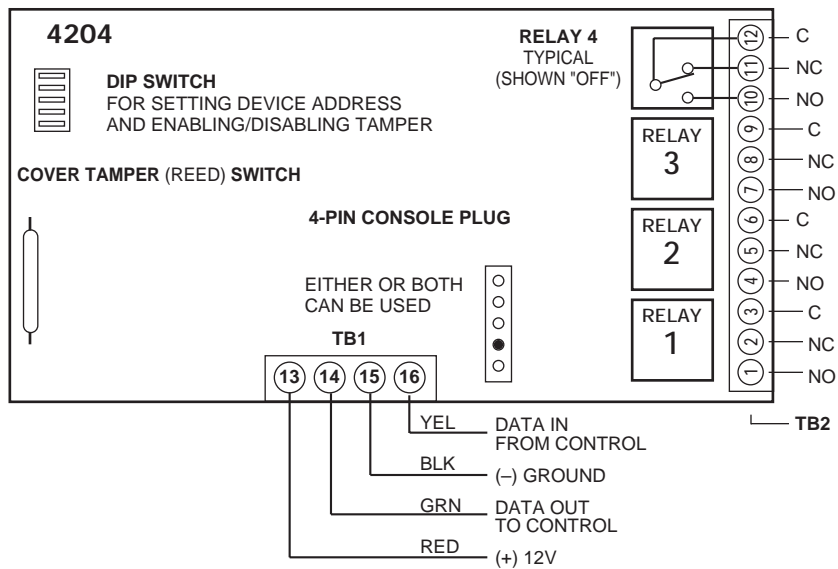 4204
RELAY 4
TYPICAL
(SHOWN "OFF")
DIP SWITCH
FOR SETTING DEVICE ADDRESS
AND ENABLING/DISABLING TAMPER
COVER TAMPER (REED) SWITCH
4-PIN CONSOLE PLUG
EITHER OR BOTH
CAN BE USED
TB1
13 14 15 16
RELAY
3
RELAY
2
RELAY
1
12 C
11 NC
10 NO
9 C
8 NC
7 NO
6 C
5 NC
4 NO
3 C
2 NC
1 NO
TB2
YEL DATA IN
FROM CONTROL
BLK (–) GROUND
GRN DATA OUT
TO CONTROL
RED (+) 12V